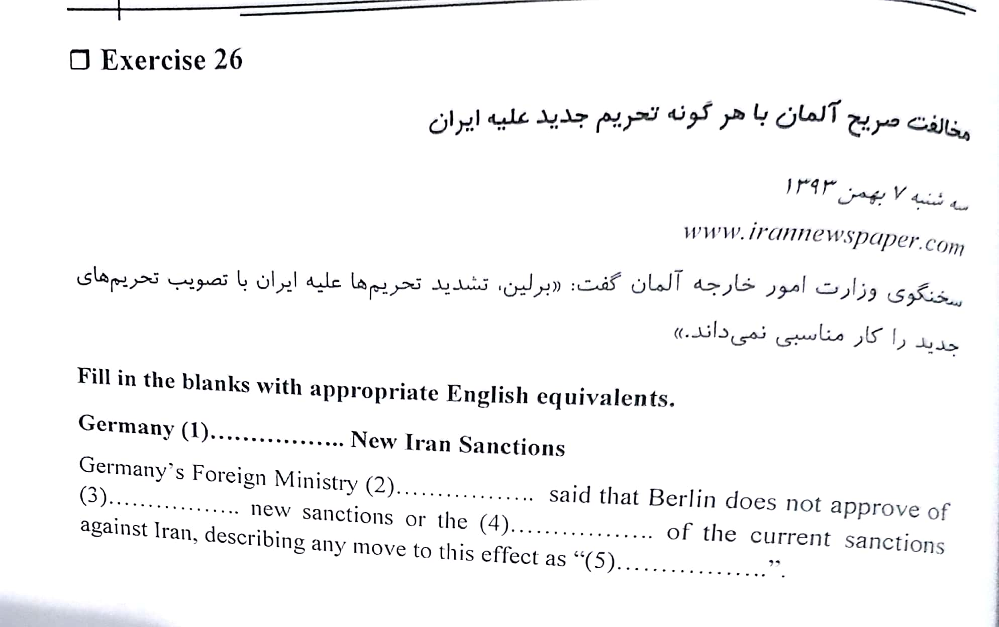 ☐ Exercise 26
مخالفت صریح آلمان با هر گونه تحریم جدید علیه ایران
سه شنبه ۷ بهمن ۱۳۹۳
www.irannewspaper.com
سخنگوی وزارت امور خارجه آلمان گفت: «برلین، تشدید تحریم‌ها علیه ایران با تصویب تحریم‌های
جدید را کار مناسبی نمی‌داند.»
Fill in the blanks with appropriate English equivalents.
Germany (1)................. New Iran Sanctions
Germany’s Foreign Ministry (2)................. said that Berlin does not approve of
(3)................. new sanctions or the (4)................. of the current sanctions
against Iran, describing any move to this effect as “(5).................”.